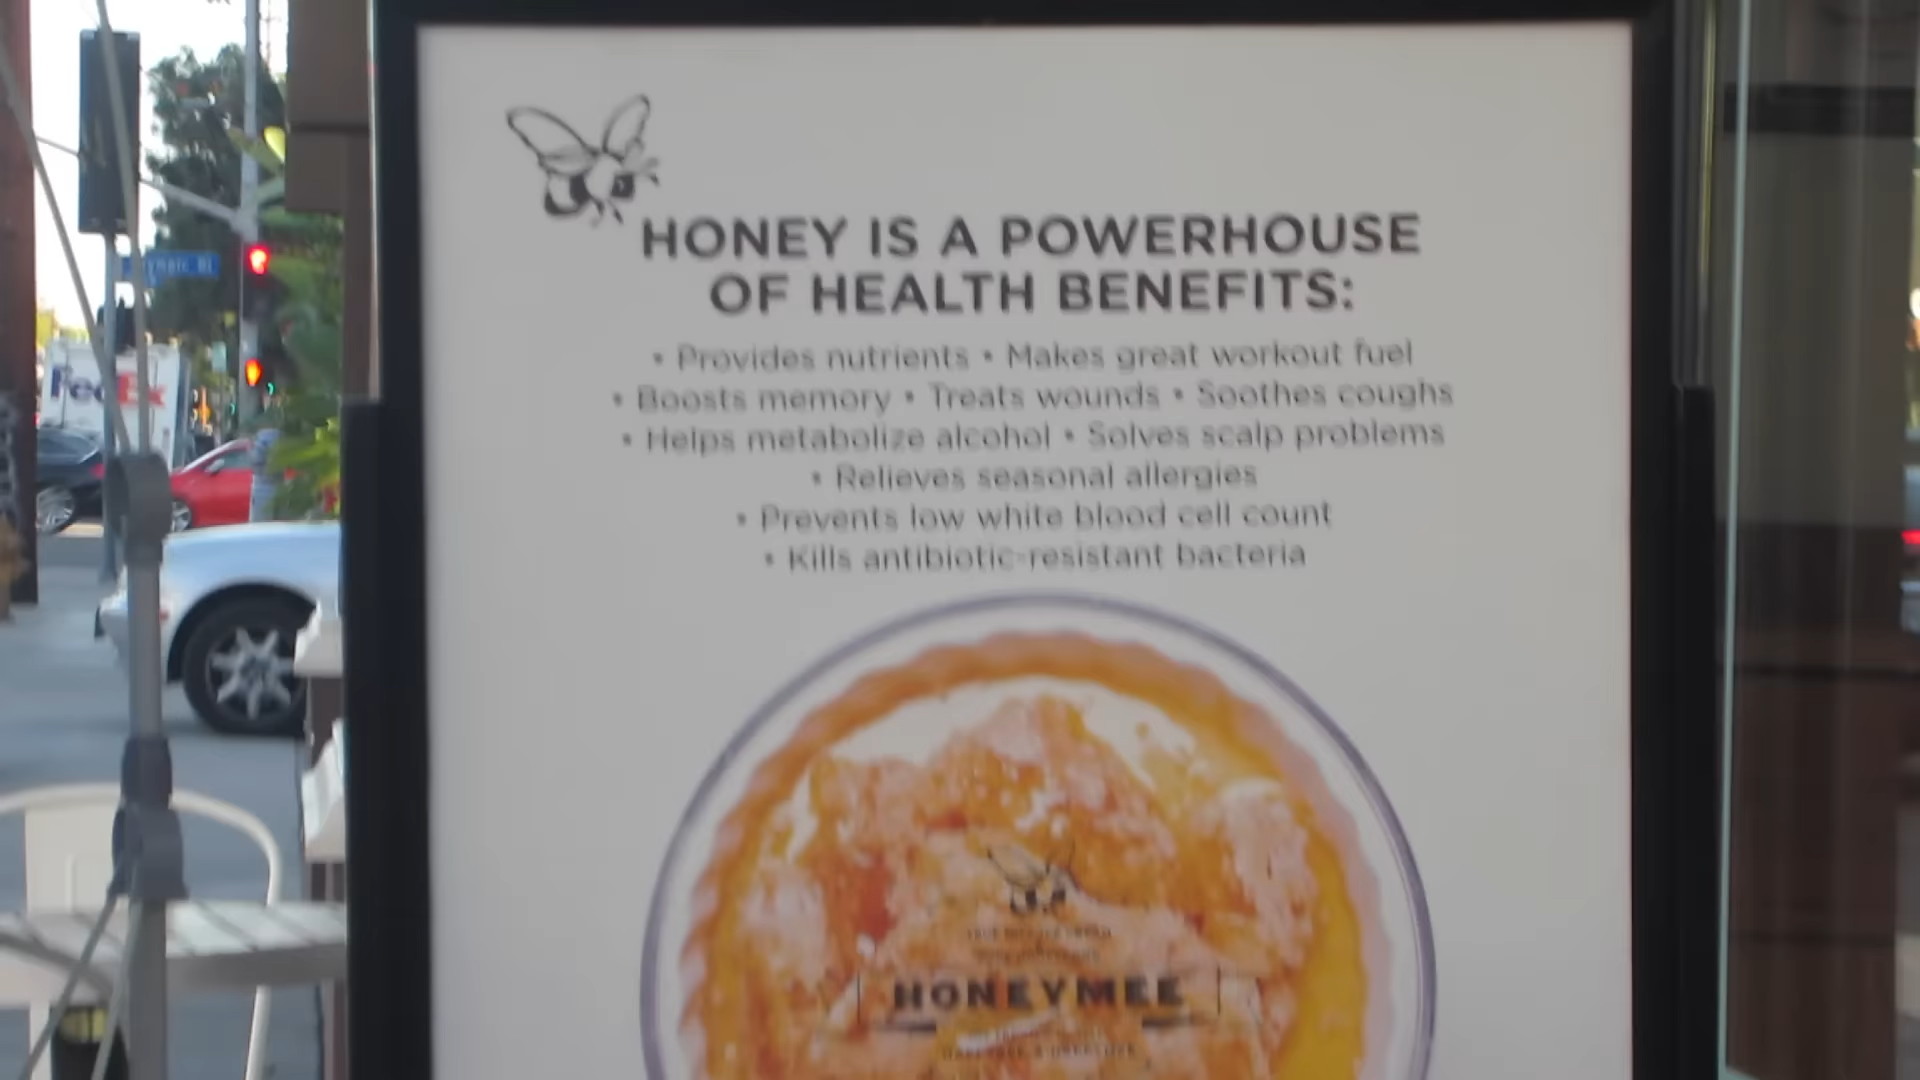 HONEY IS A POWERHOUSE
OF HEALTH BENEFITS:
• Provides nutrients • Makes great workout fuel
• Boosts memory • Treats wounds • Soothes coughs
• Helps metabolize alcohol • Solves scalp problems
• Relieves seasonal allergies
• Prevents low white blood cell count
• Kills antibiotic-resistant bacteria
HONEYMEE
FedEx